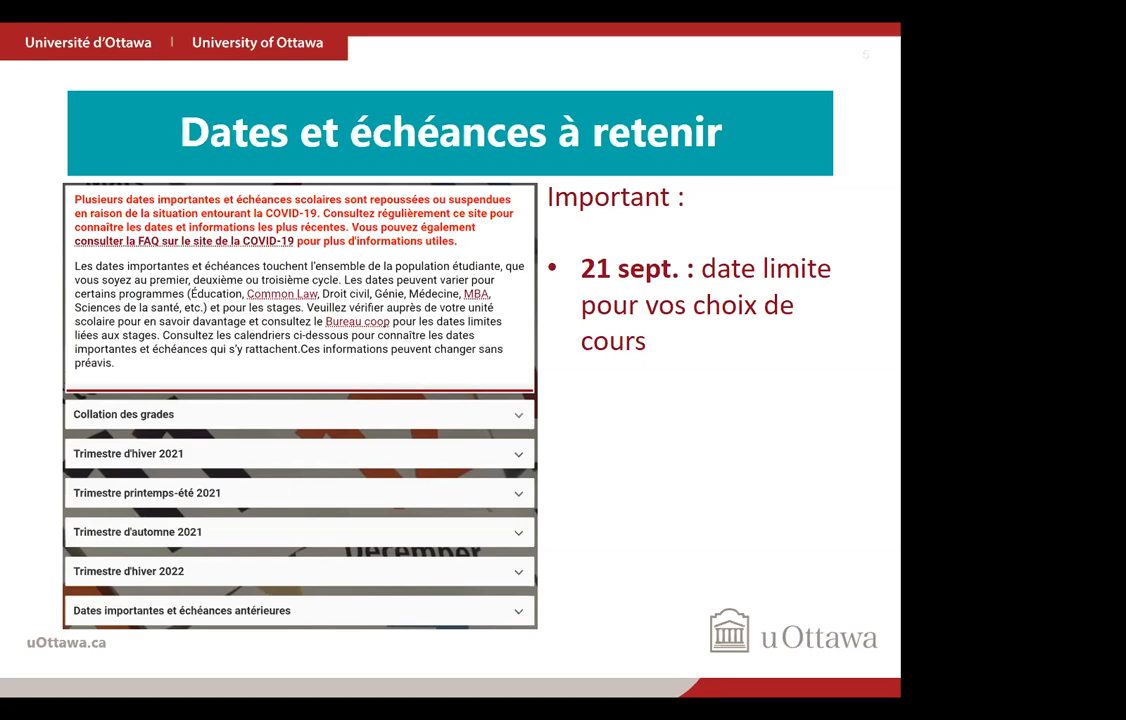 Université d'Ottawa | University of Ottawa
5
Dates et échéances à retenir
Plusieurs dates importantes et échéances scolaires sont repoussées ou suspendues
en raison de la situation entourant la COVID-19. Consultez régulièrement ce site pour
connaître les dates et informations les plus récentes. Vous pouvez également
consulter la FAQ sur le site de la COVID-19 pour plus d'informations utiles.
Les dates importantes et échéances touchent l'ensemble de la population étudiante, que
vous soyez au premier, deuxième ou troisième cycle. Les dates peuvent varier pour
certains programmes (Éducation, Common Law, Droit civil, Génie, Médecine, MBA,
Sciences de la santé, etc.) et pour les stages. Veuillez vérifier auprès de votre unité
scolaire pour en savoir davantage et consultez le Bureau coop pour les dates limites
liées aux stages. Consultez les calendriers ci-dessous pour connaître les dates
importantes et échéances qui s'y rattachent.Ces informations peuvent changer sans
préavis.
Collation des grades
Trimestre d'hiver 2021
Trimestre printemps-été 2021
Trimestre d'automne 2021
December
Trimestre d'hiver 2022
Dates importantes et échéances antérieures
Important :
• 21 sept. : date limite
pour vos choix de
cours
uOttawa.ca
uOttawa